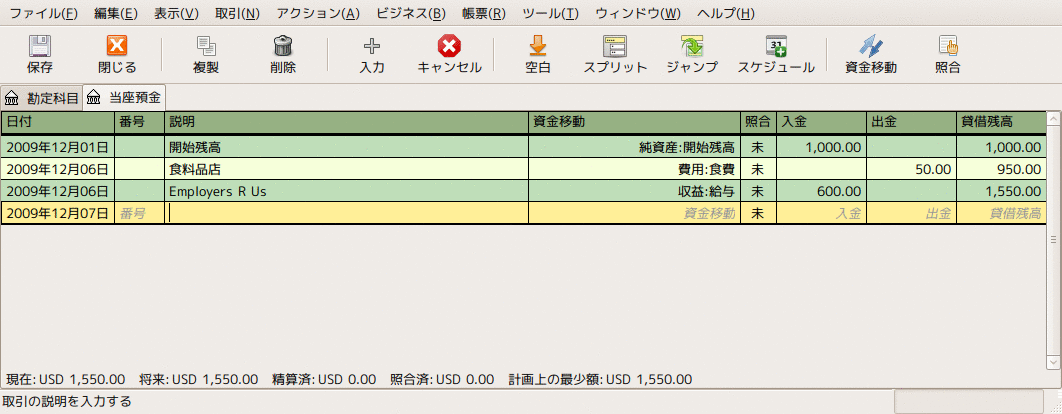 ファイル(F) 編集(E) 表示(V) 取引(N) アクション(A) ビジネス(B) 帳票(R) ツール(T) ウィンドウ(W) ヘルプ(H)
保存 閉じる 複製 削除 入力 キャンセル 空白 スプリット ジャンプ スケジュール 資金移動 照合
勘定科目 当座預金
日付 番号 説明 資金移動 照合 入金 出金 貸借残高
2009年12月01日 開始残高 純資産:開始残高 未 1,000.00 1,000.00
2009年12月06日 食料品店 費用:食費 未 50.00 950.00
2009年12月06日 Employers R Us 収益:給与 未 600.00 1,550.00
2009年12月07日 番号 資金移動 未 入金 出金 貸借残高
現在: USD 1,550.00 将来: USD 1,550.00 精算済: USD 0.00 照合済: USD 0.00 計画上の最少額: USD 1,550.00
取引の説明を入力する